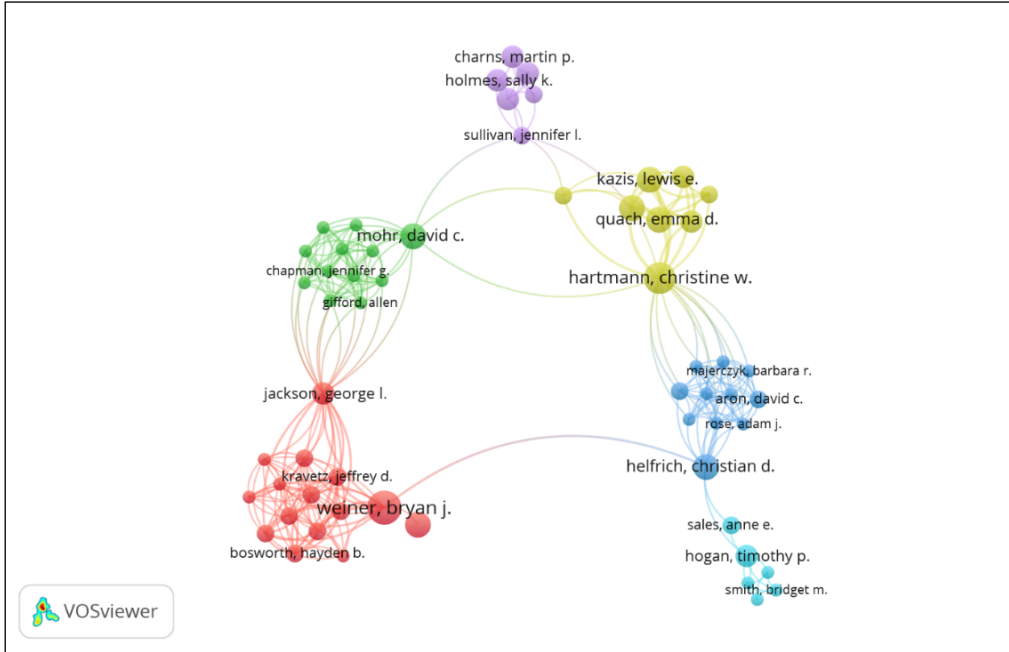 charns, martin p.
holmes, sally k.
sullivan, jennifer l.
kazis, lewis e.
quach, emma d.
mohr, david c.
chapman, jennifer g.
hartmann, christine w.
gifford, allen
majerczyk, barbara r.
jackson, george l.
aron, david c.
rose, adam j.
helfrich, christian d.
kravetz, jeffrey d.
weiner, bryan j.
sales, anne e.
bosworth, hayden b.
hogan, timothy p.
smith, bridget m.
VOSviewer